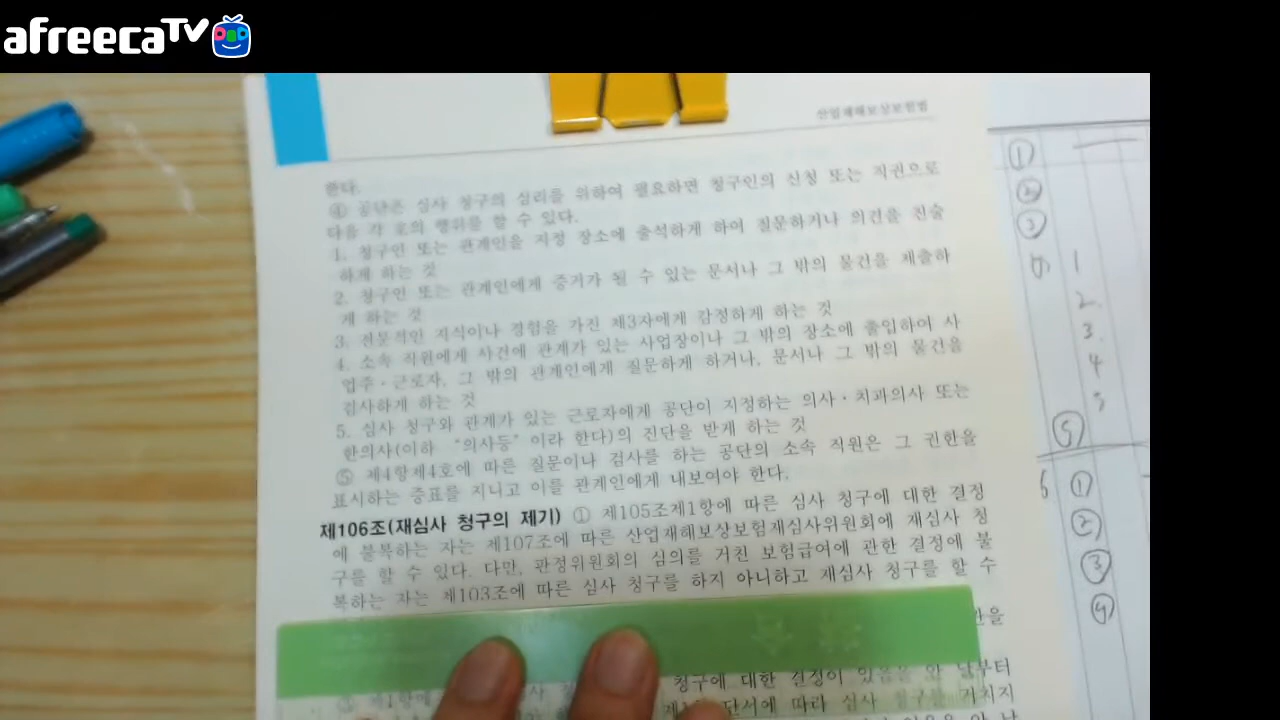 afreecaTV
산업재해보상보험법
한다.
④ 공단은 심사 청구의 심리를 위하여 필요하면 청구인의 신청 또는 직권으로
다음 각 호의 행위를 할 수 있다.
1. 청구인 또는 관계인을 지정 장소에 출석하게 하여 질문하거나 의견을 진술
하게 하는 것
2. 청구인 또는 관계인에게 증거가 될 수 있는 문서나 그 밖의 물건을 제출하
게 하는 것
3. 전문적인 지식이나 경험을 가진 제3자에게 감정하게 하는 것
4. 소속 직원에게 사건에 관계가 있는 사업장이나 그 밖의 장소에 출입하여 사
업주·근로자, 그 밖의 관계인에게 질문하게 하거나, 문서나 그 밖의 물건을
검사하게 하는 것
5. 심사 청구와 관계가 있는 근로자에게 공단이 지정하는 의사·치과의사 또는
한의사(이하 "의사등"이라 한다)의 진단을 받게 하는 것
⑤ 제4항제4호에 따른 질문이나 검사를 하는 공단의 소속 직원은 그 권한을
표시하는 증표를 지니고 이를 관계인에게 내보여야 한다.
제106조(재심사 청구의 제기) ① 제105조제1항에 따른 심사 청구에 대한 결정
에 불복하는 자는 제107조에 따른 산업재해보상보험재심사위원회에 재심사 청
구를 할 수 있다. 다만, 판정위원회의 심의를 거친 보험급여에 관한 결정에 불
복하는 자는 제103조에 따른 심사 청구를 하지 아니하고 재심사 청구를 할 수
③ 제1항에 청구에 대한 결정이 있음을 안 날부터
단서에 따라 심사 청구를 거치지
①
②
③
④ 1
2.
3.
4
5
⑤
6 ①
②
③
④